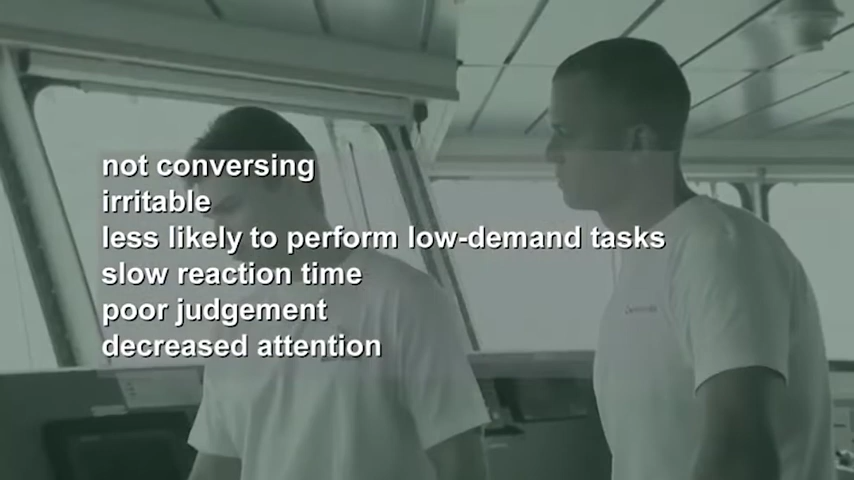 not conversing
irritable
less likely to perform low-demand tasks
slow reaction time
poor judgement
decreased attention